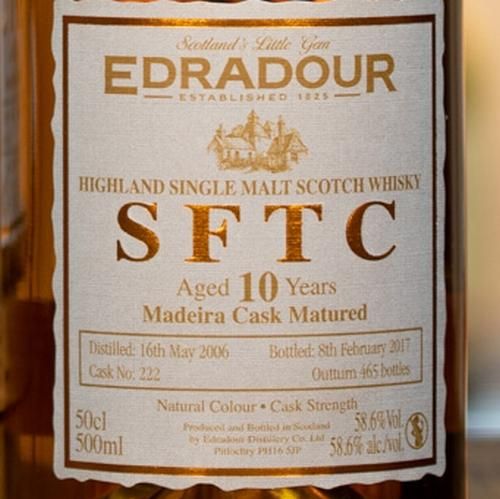 Scotland's Little Gem
EDRADOUR
ESTABLISHED 1825
HIGHLAND SINGLE MALT SCOTCH WHISKY
SFTC
Aged 10 Years
Madeira Cask Matured
Distilled: 16th May 2006 Bottled: 8th February 2017
Cask No: 222 Outturn 465 bottles
Natural Colour • Cask Strength
50cl 58.6%Vol.
500ml 58.6% alc./vol.
Produced and Bottled in Scotland
by Edradour Distillery Co. Ltd
Pitlochry PH16 5JP